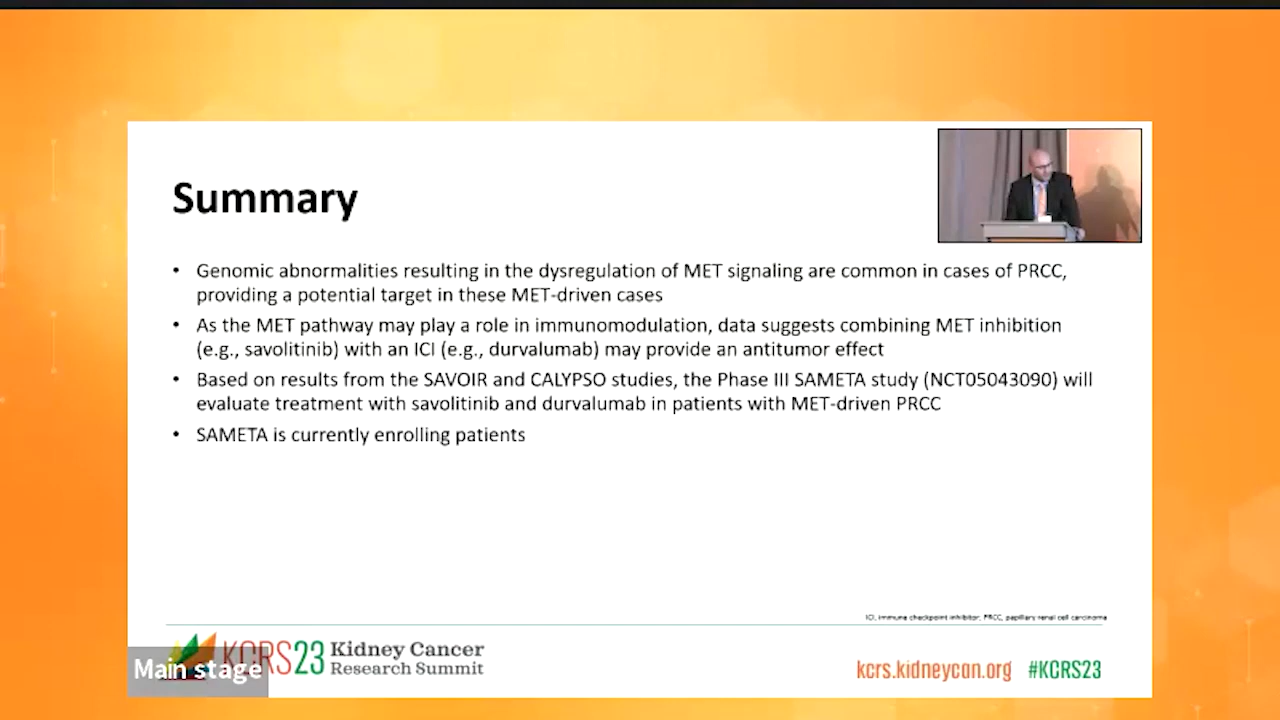 Summary
• Genomic abnormalities resulting in the dysregulation of MET signaling are common in cases of PRCC,
providing a potential target in these MET-driven cases
• As the MET pathway may play a role in immunomodulation, data suggests combining MET inhibition
(e.g., savolitinib) with an ICI (e.g., durvalumab) may provide an antitumor effect
• Based on results from the SAVOIR and CALYPSO studies, the Phase III SAMETA study (NCT05043090) will
evaluate treatment with savolitinib and durvalumab in patients with MET-driven PRCC
• SAMETA is currently enrolling patients
ICI, immune checkpoint inhibitor; PRCC, papillary renal cell carcinoma
KCRS23 Kidney Cancer
Research Summit
Main stage
kcrs.kidneycan.org #KCRS23